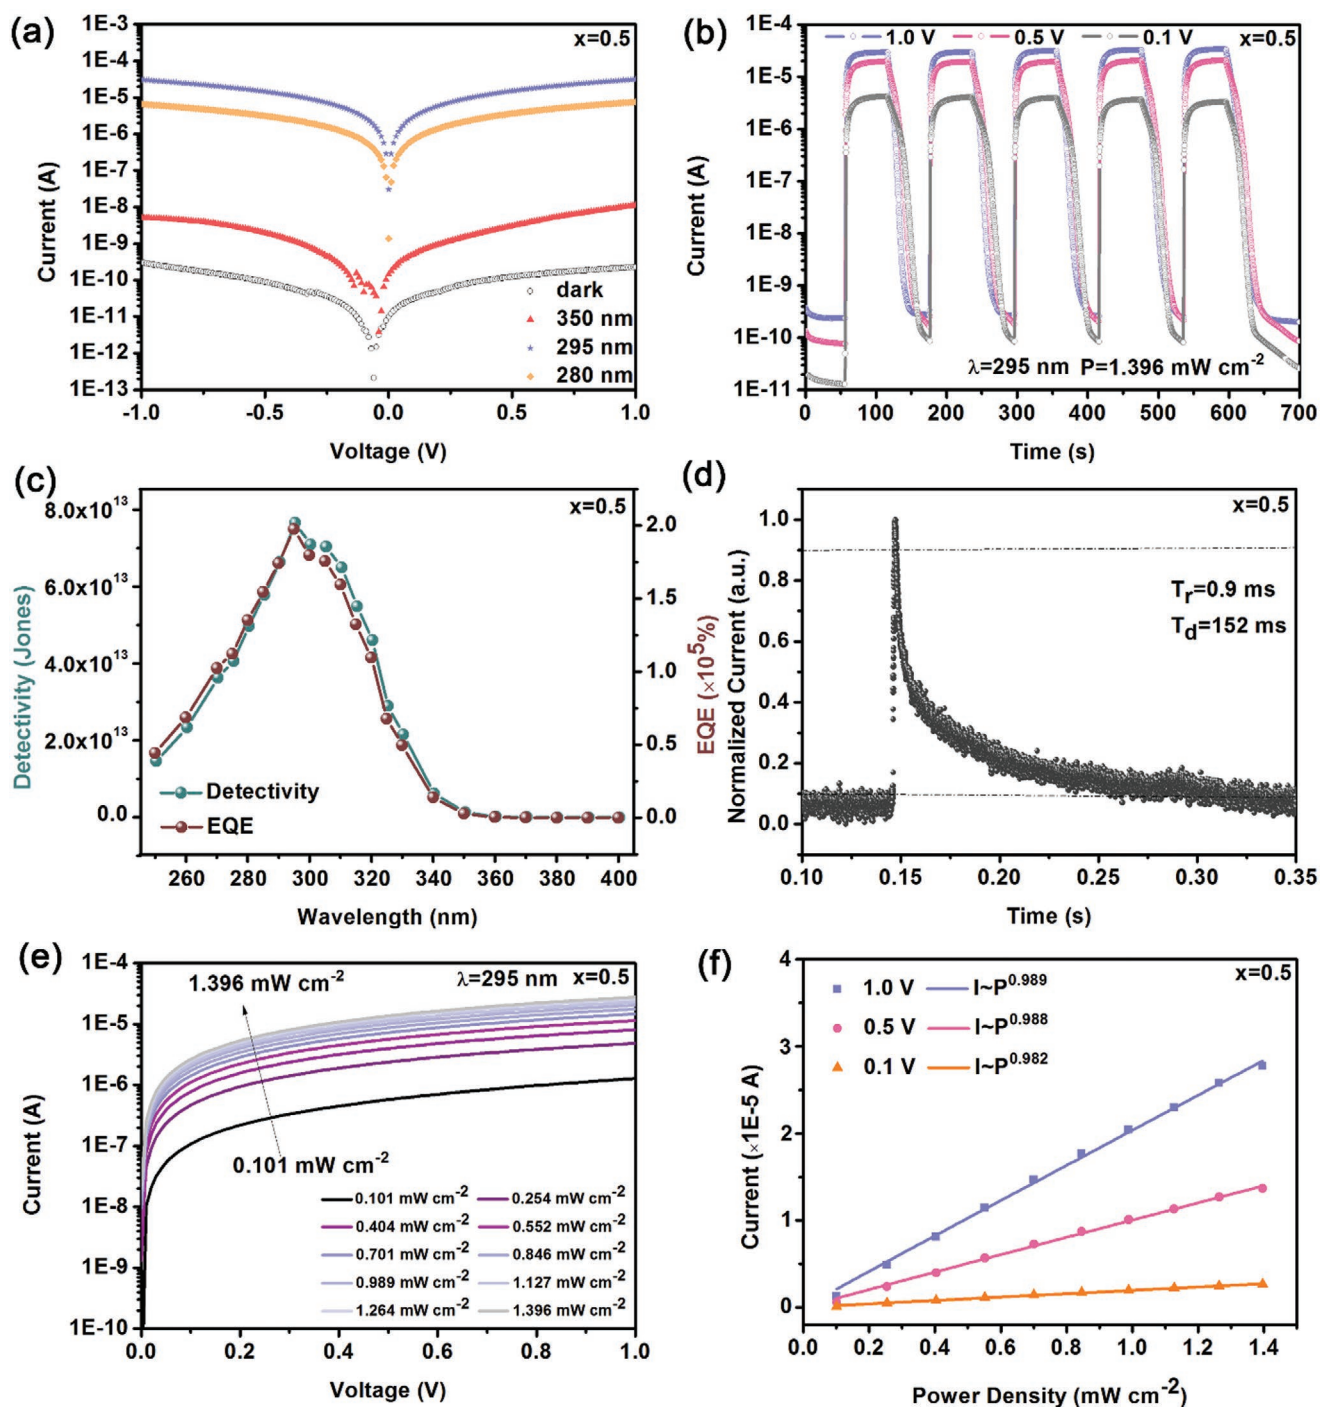 (a)
x=0.5
1E-3
1E-4
1E-5
1E-6
1E-7
1E-8
1E-9
1E-10
1E-11
1E-12
1E-13
Current (A)
dark
350 nm
295 nm
280 nm
-1.0 -0.5 0.0 0.5 1.0
Voltage (V)
(b)
1.0 V 0.5 V 0.1 V
x=0.5
1E-4
1E-5
1E-6
1E-7
1E-8
1E-9
1E-10
1E-11
Current (A)
λ=295 nm P=1.396 mW cm-2
0 100 200 300 400 500 600 700
Time (s)
(c)
x=0.5
8.0x10^13
6.0x10^13
4.0x10^13
2.0x10^13
0.0
Detectivity (Jones)
2.0
1.5
1.0
0.5
0.0
EQE (×10^5%)
Detectivity
EQE
260 280 300 320 340 360 380 400
Wavelength (nm)
(d)
x=0.5
1.0
0.8
0.6
0.4
0.2
0.0
Normalized Current (a.u.)
Tr=0.9 ms
Td=152 ms
0.10 0.15 0.20 0.25 0.30 0.35
Time (s)
(e)
1.396 mW cm-2
λ=295 nm x=0.5
1E-4
1E-5
1E-6
1E-7
1E-8
1E-9
1E-10
Current (A)
0.101 mW cm-2
0.101 mW cm-2 0.254 mW cm-2
0.404 mW cm-2 0.552 mW cm-2
0.701 mW cm-2 0.846 mW cm-2
0.989 mW cm-2 1.127 mW cm-2
1.264 mW cm-2 1.396 mW cm-2
0.0 0.2 0.4 0.6 0.8 1.0
Voltage (V)
(f)
x=0.5
4
3
2
1
0
Current (×1E-5 A)
1.0 V I~P^0.989
0.5 V I~P^0.988
0.1 V I~P^0.982
0.0 0.2 0.4 0.6 0.8 1.0 1.2 1.4
Power Density (mW cm-2)